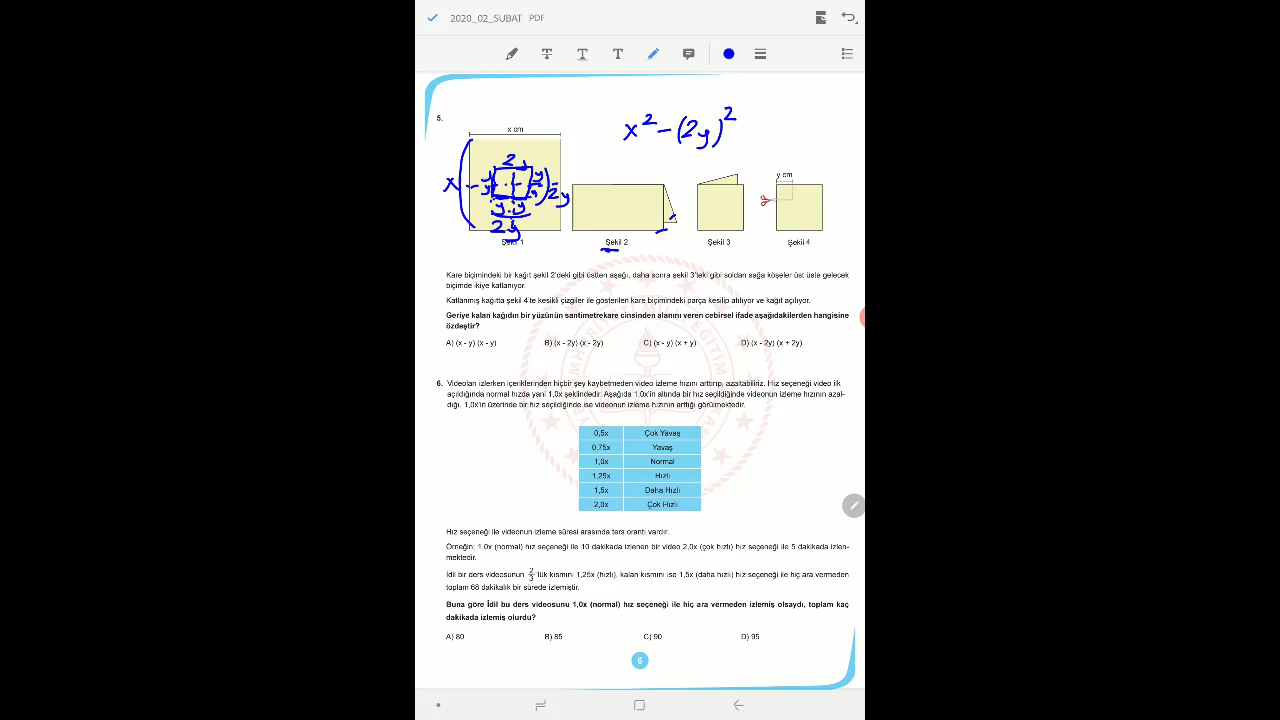 2020_02_SUBAT PDF
5.
x cm
x² - (2y)²
x
2y
y
y
y
y
= 2y
y y
2y
y cm
Şekil 1
Şekil 2
Şekil 3
Şekil 4
Kare biçimindeki bir kağıt şekil 2'deki gibi üstten aşağı, daha sonra şekil 3'teki gibi soldan sağa köşeler üst üste gelecek
biçimde ikiye katlanıyor.
Katlanmış kağıtta şekil 4'te kesikli çizgiler ile gösterilen kare biçimindeki parça kesilip atılıyor ve kağıt açılıyor.
Geriye kalan kağıdın bir yüzünün santimetrekare cinsinden alanını veren cebirsel ifade aşağıdakilerden hangisine
özdeştir?
A) (x - y) (x - y) B) (x - 2y) (x - 2y) C) (x - y) (x + y) D) (x - 2y) (x + 2y)
6. Videoları izlerken içeriklerinden hiçbir şey kaybetmeden video izleme hızını arttırıp, azaltabiliriz. Hız seçeneği video ilk
açıldığında normal hızda yani 1,0x şeklindedir. Aşağıda 1,0x'in altında bir hız seçildiğinde videonun izleme hızının azal-
dığı, 1,0x'in üzerinde bir hız seçildiğinde ise videonun izleme hızının arttığı görülmektedir.
0,5x Çok Yavaş
0,75x Yavaş
1,0x Normal
1,25x Hızlı
1,5x Daha Hızlı
2,0x Çok Hızlı
Hız seçeneği ile videonun izleme süresi arasında ters orantı vardır.
Örneğin; 1,0x (normal) hız seçeneği ile 10 dakikada izlenen bir video 2,0x (çok hızlı) hız seçeneği ile 5 dakikada izlen-
mektedir.
İdil bir ders videosunun 2/3 'lük kısmını 1,25x (hızlı), kalan kısmını ise 1,5x (daha hızlı) hız seçeneği ile hiç ara vermeden
toplam 68 dakikalık bir sürede izlemiştir.
Buna göre İdil bu ders videosunu 1,0x (normal) hız seçeneği ile hiç ara vermeden izlemiş olsaydı, toplam kaç
dakikada izlemiş olurdu?
A) 80 B) 85 C) 90 D) 95
6